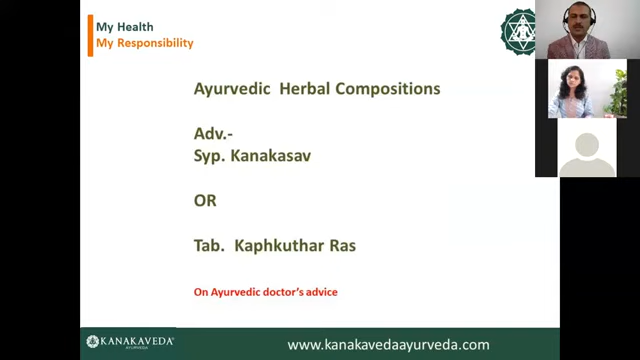 My Health
My Responsibility
Ayurvedic Herbal Compositions
Adv.-
Syp. Kanakasav
OR
Tab. Kaphkuthar Ras
On Ayurvedic doctor's advice
KANAKAVEDA®
AYURVEDA
www.kanakavedaayurveda.com